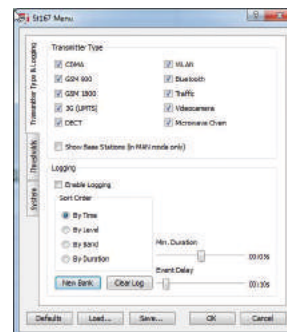 St167 Menu
Transmitter Type & Logging
Thresholds
System
Transmitter Type
CDMA
GSM 900
GSM 1800
3G (UMTS)
DECT
WLAN
Bluetooth
Traffic
Videocamera
Microwave Oven
Show Base Stations (in MAN mode only)
Logging
Enable Logging
Sort Order
By Time
By Level
By Band
By Duration
Min. Duration
00:05s
Event Delay
00:10s
New Bank
Clear Log
Defaults
Load...
Save...
OK
Cancel